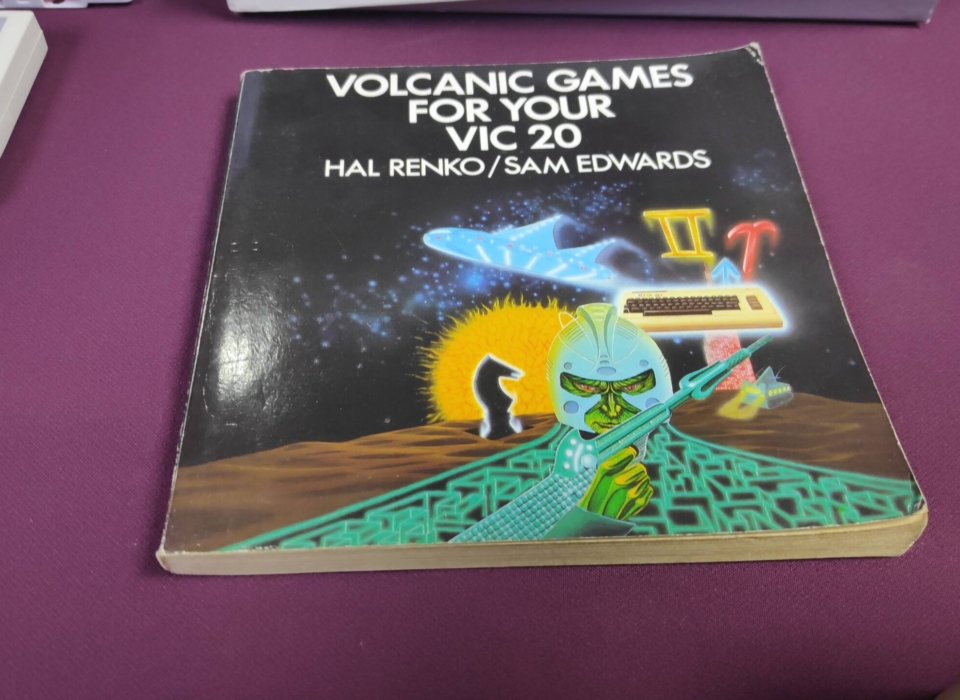 VOLCANIC GAMES
FOR YOUR
VIC 20
HAL RENKO/SAM EDWARDS